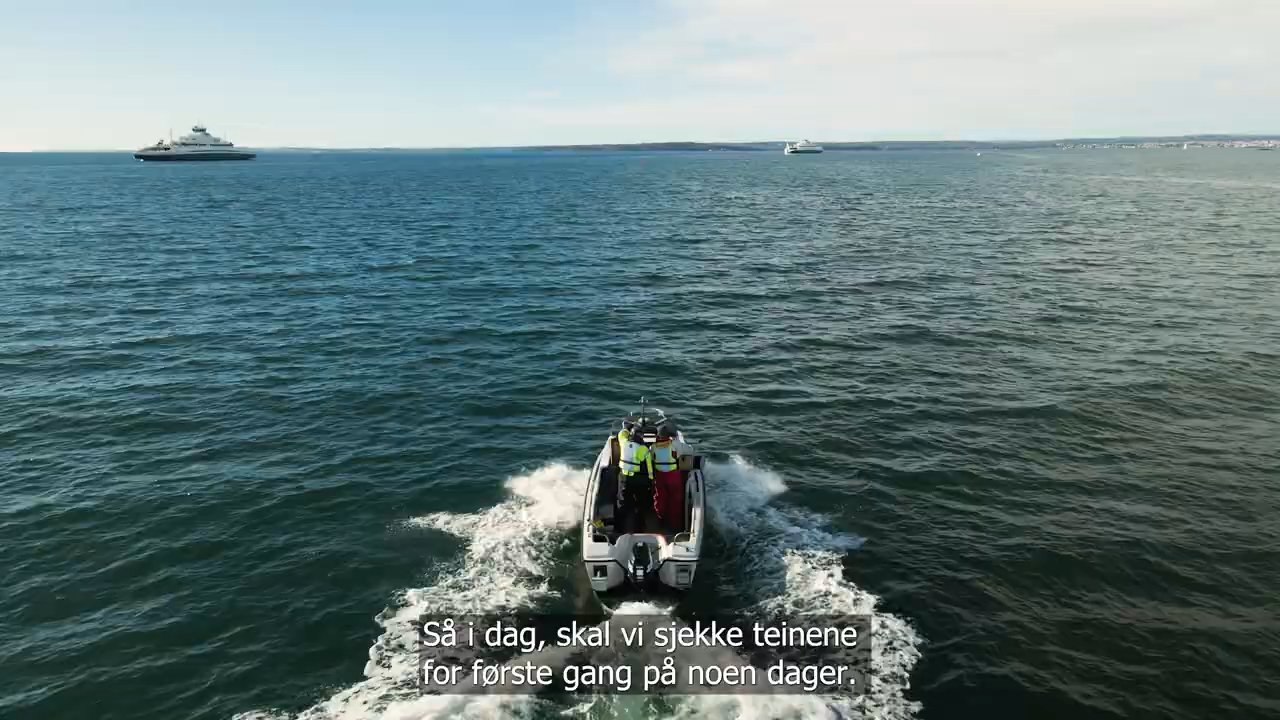 Så i dag, skal vi sjekke teinene
for første gang på noen dager.